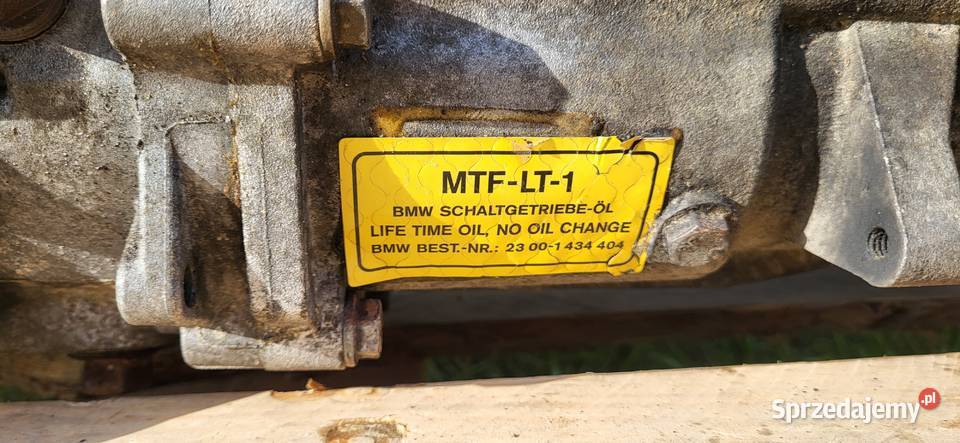 MTF-LT-1
BMW SCHALTGETRIEBE-ÖL
LIFE TIME OIL, NO OIL CHANGE
BMW BEST.-NR.: 23 00-1 434 404
Sprzedajemy .pl